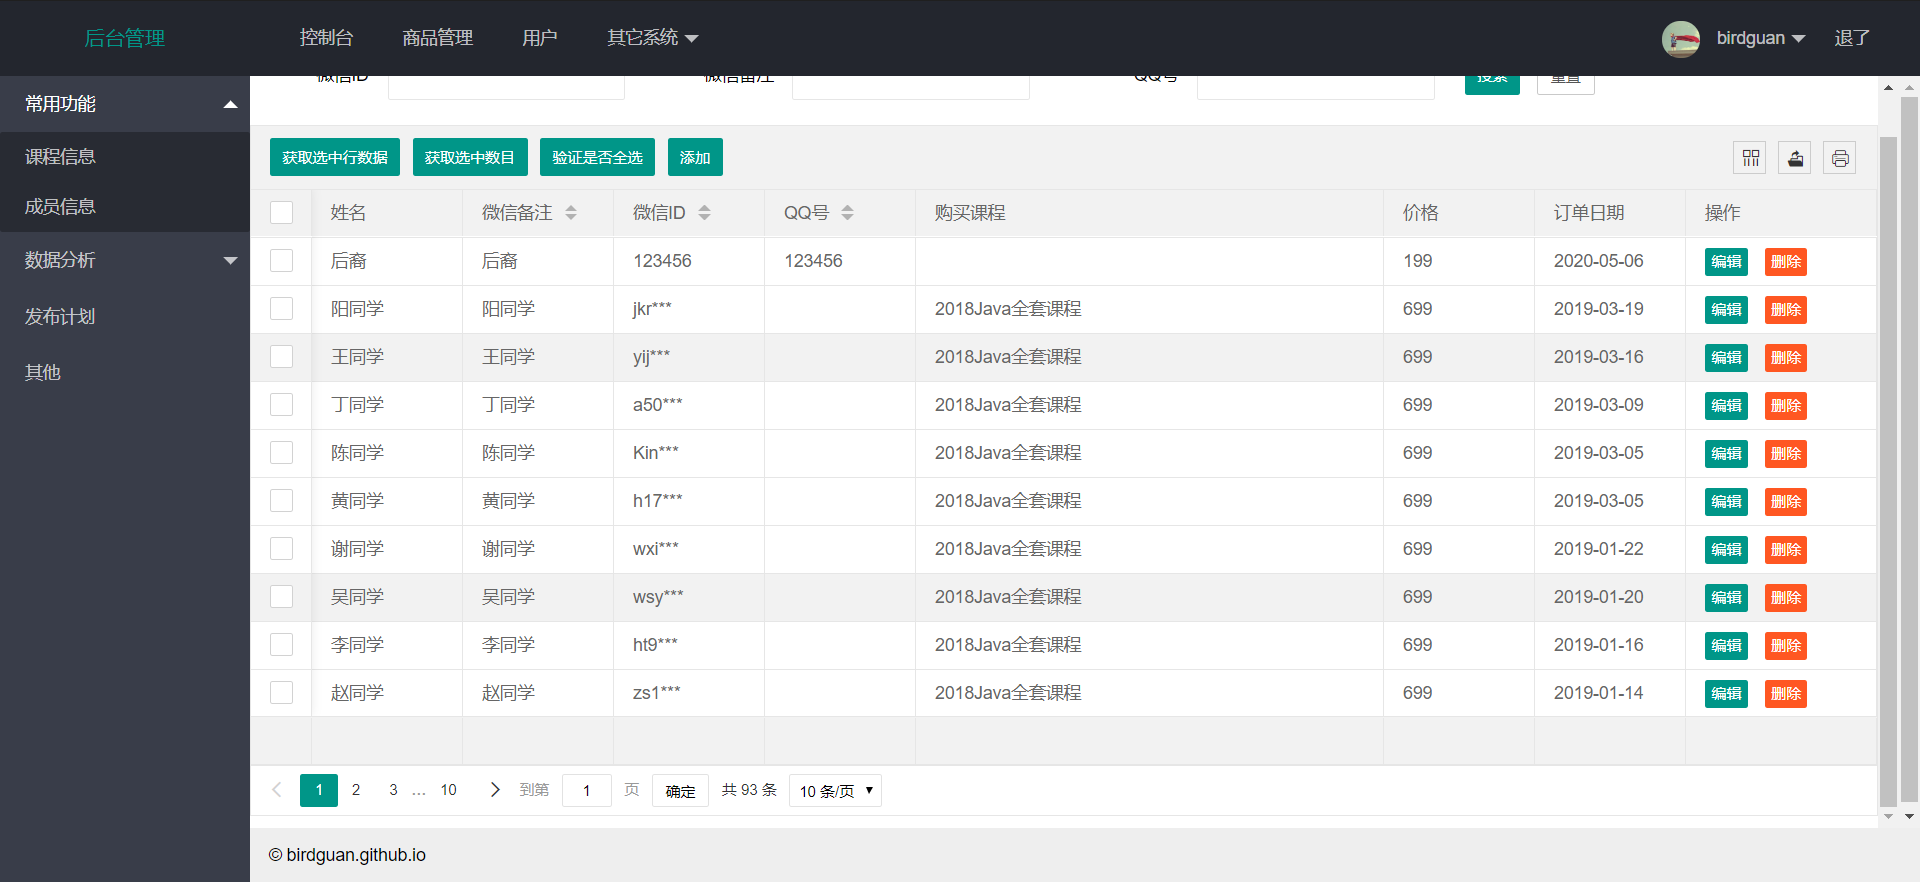 后台管理 控制台 商品管理 用户 其它系统 birdguan 退了
常用功能
课程信息
成员信息
数据分析
发布计划
其他
微信ID 微信备注 QQ号 搜索 重置
获取选中行数据 获取选中数目 验证是否全选 添加
姓名 微信备注 微信ID QQ号 购买课程 价格 订单日期 操作
后裔 后裔 123456 123456 199 2020-05-06 编辑 删除
阳同学 阳同学 jkr*** 2018Java全套课程 699 2019-03-19 编辑 删除
王同学 王同学 yij*** 2018Java全套课程 699 2019-03-16 编辑 删除
丁同学 丁同学 a50*** 2018Java全套课程 699 2019-03-09 编辑 删除
陈同学 陈同学 Kin*** 2018Java全套课程 699 2019-03-05 编辑 删除
黄同学 黄同学 h17*** 2018Java全套课程 699 2019-03-05 编辑 删除
谢同学 谢同学 wxi*** 2018Java全套课程 699 2019-01-22 编辑 删除
吴同学 吴同学 wsy*** 2018Java全套课程 699 2019-01-20 编辑 删除
李同学 李同学 ht9*** 2018Java全套课程 699 2019-01-16 编辑 删除
赵同学 赵同学 zs1*** 2018Java全套课程 699 2019-01-14 编辑 删除
1 2 3 … 10 到第 1 页 确定 共 93 条 10 条/页
© birdguan.github.io